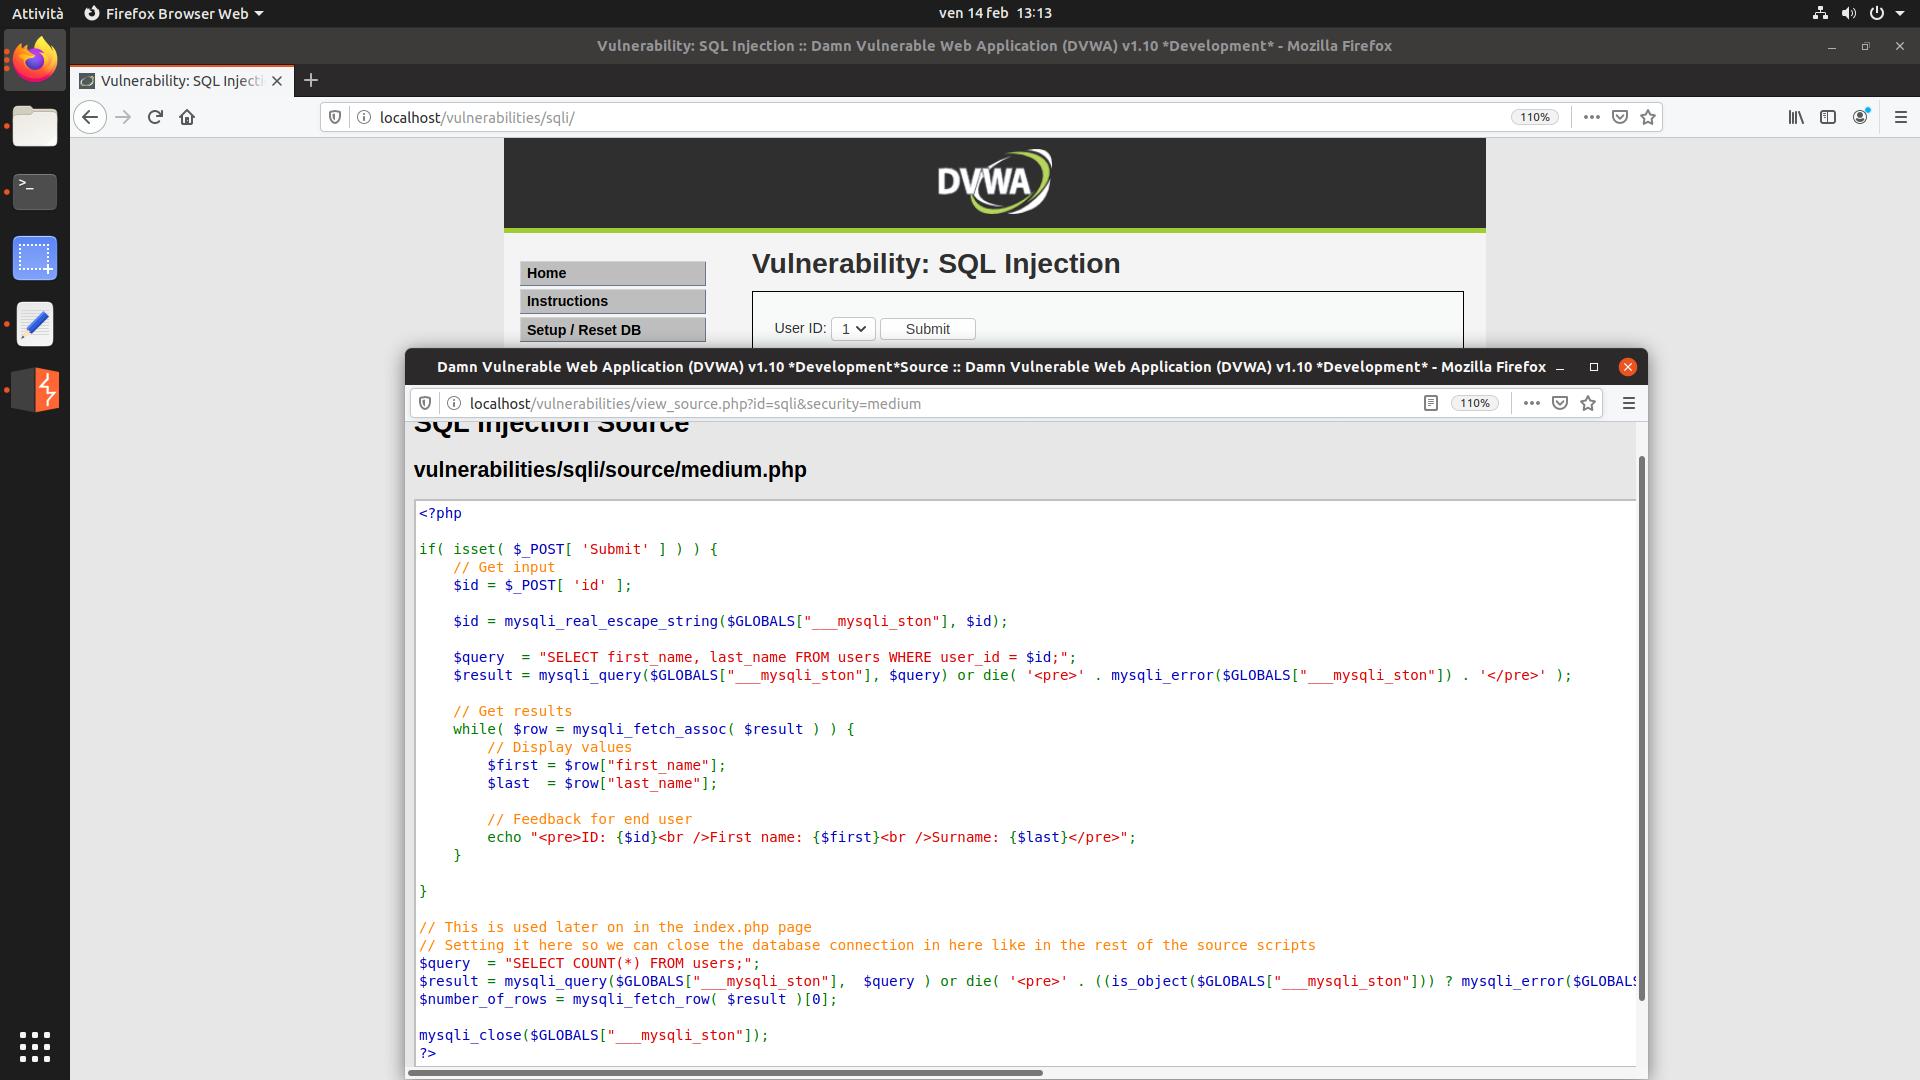 Attività Firefox Browser Web ven 14 feb 13:13
Vulnerability: SQL Injection :: Damn Vulnerable Web Application (DVWA) v1.10 *Development* - Mozilla Firefox
Vulnerability: SQL Injecti
localhost/vulnerabilities/sqli/ 110%
DVWA
Vulnerability: SQL Injection
Home
Instructions
Setup / Reset DB
User ID: 1 Submit
Damn Vulnerable Web Application (DVWA) v1.10 *Development*Source :: Damn Vulnerable Web Application (DVWA) v1.10 *Development* - Mozilla Firefox
localhost/vulnerabilities/view_source.php?id=sqli&security=medium 110%
SQL Injection Source
vulnerabilities/sqli/source/medium.php
<?php
if( isset( $_POST[ 'Submit' ] ) ) {
    // Get input
    $id = $_POST[ 'id' ];
    $id = mysqli_real_escape_string($GLOBALS["___mysqli_ston"], $id);
    $query  = "SELECT first_name, last_name FROM users WHERE user_id = $id;";
    $result = mysqli_query($GLOBALS["___mysqli_ston"], $query) or die( '<pre>' . mysqli_error($GLOBALS["___mysqli_ston"]) . '</pre>' );
    // Get results
    while( $row = mysqli_fetch_assoc( $result ) ) {
        // Display values
        $first = $row["first_name"];
        $last  = $row["last_name"];
        // Feedback for end user
        echo "<pre>ID: {$id}<br />First name: {$first}<br />Surname: {$last}</pre>";
    }
}
// This is used later on in the index.php page
// Setting it here so we can close the database connection in here like in the rest of the source scripts
$query  = "SELECT COUNT(*) FROM users;";
$result = mysqli_query($GLOBALS["___mysqli_ston"],  $query ) or die( '<pre>' . ((is_object($GLOBALS["___mysqli_ston"])) ? mysqli_error($GLOBALS
$number_of_rows = mysqli_fetch_row( $result )[0];
mysqli_close($GLOBALS["___mysqli_ston"]);
?>